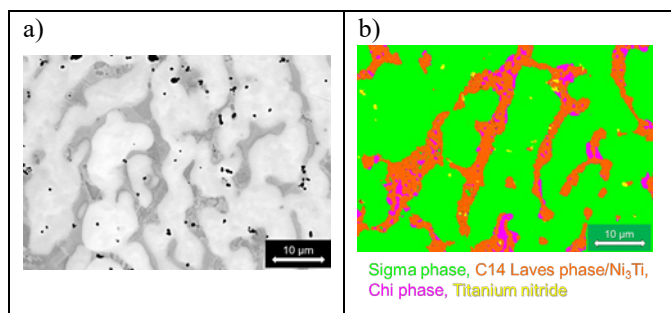 a)
b)
10 µm
10 µm
Sigma phase, C14 Laves phase/Ni₃Ti,
Chi phase, Titanium nitride